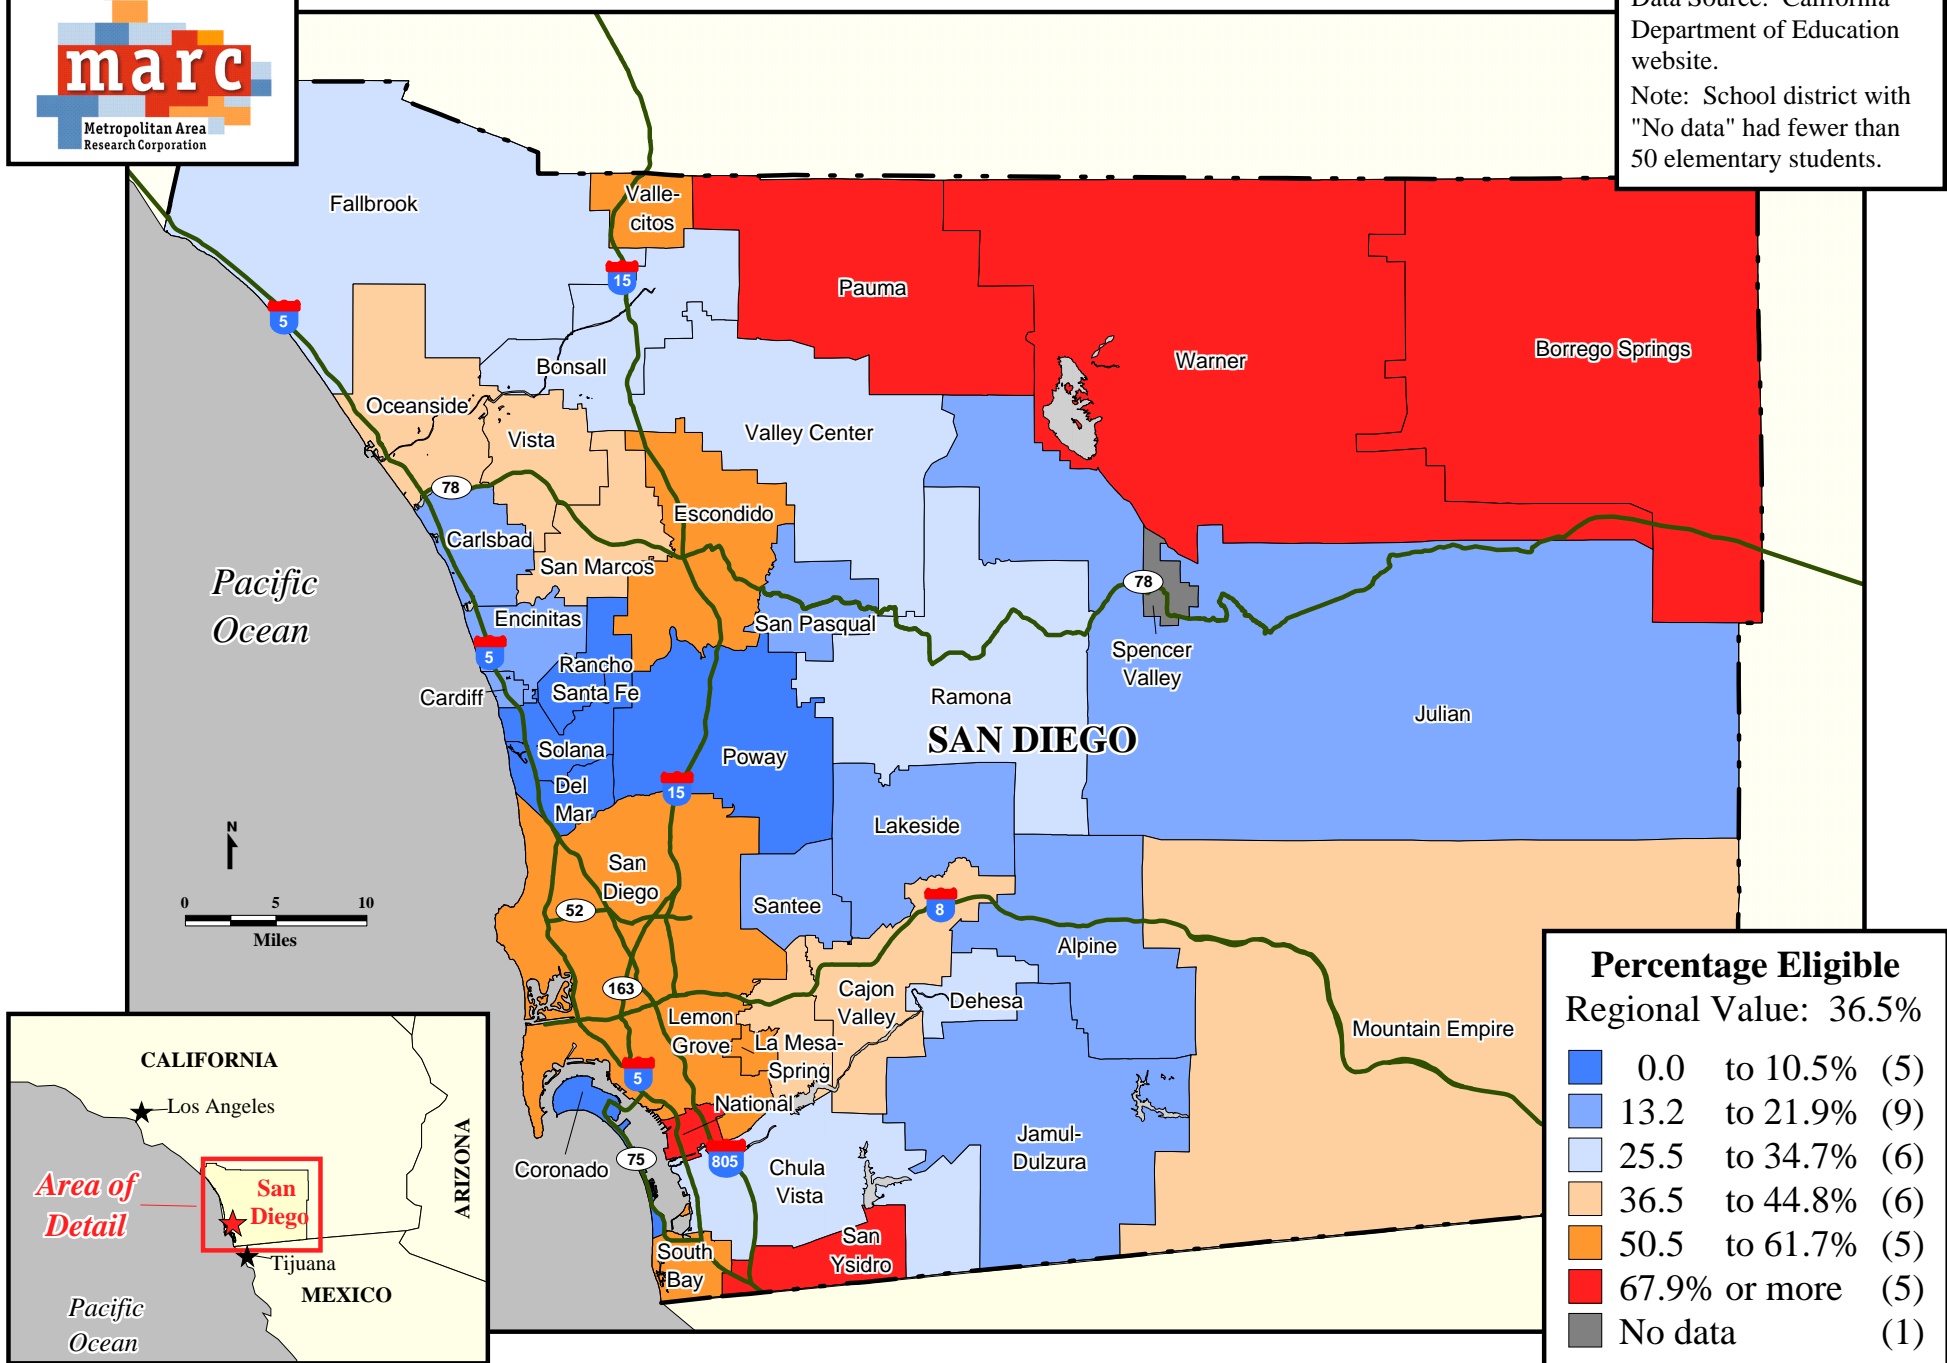 marc
Metropolitan Area
Research Corporation
Data Source: California
Department of Education
website.
Note: School district with
"No data" had fewer than
50 elementary students.
Fallbrook
Valle-
citos
15
Pauma
5
Warner
Borrego Springs
Bonsall
Oceanside
Vista
Valley Center
78
Escondido
Carlsbad
San Marcos
Pacific
Ocean
78
Encinitas
San Pasqual
5
Rancho
Santa Fe
Cardiff
Spencer
Valley
Ramona
Julian
SAN DIEGO
Solana
Poway
Del
Mar
15
Lakeside
N
San
Diego
Santee
8
52
0 5 10
Miles
Alpine
163
Cajon
Valley
Dehesa
Lemon
Grove
La Mesa-
Spring
Mountain Empire
5
National
Coronado
75
805
Chula
Vista
Jamul-
Dulzura
San
Ysidro
South
Bay
CALIFORNIA
Los Angeles
ARIZONA
Area of
Detail
San
Diego
Tijuana
MEXICO
Pacific
Ocean
Percentage Eligible
Regional Value: 36.5%
0.0 to 10.5% (5)
13.2 to 21.9% (9)
25.5 to 34.7% (6)
36.5 to 44.8% (6)
50.5 to 61.7% (5)
67.9% or more (5)
No data (1)